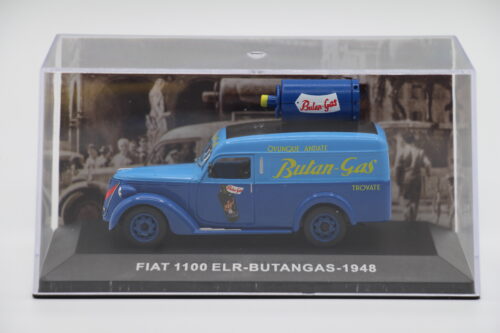 Butan-Gas
OVUNQUE ANDATE
Butan-Gas
TROVATE
FIAT 1100 ELR-BUTANGAS-1948